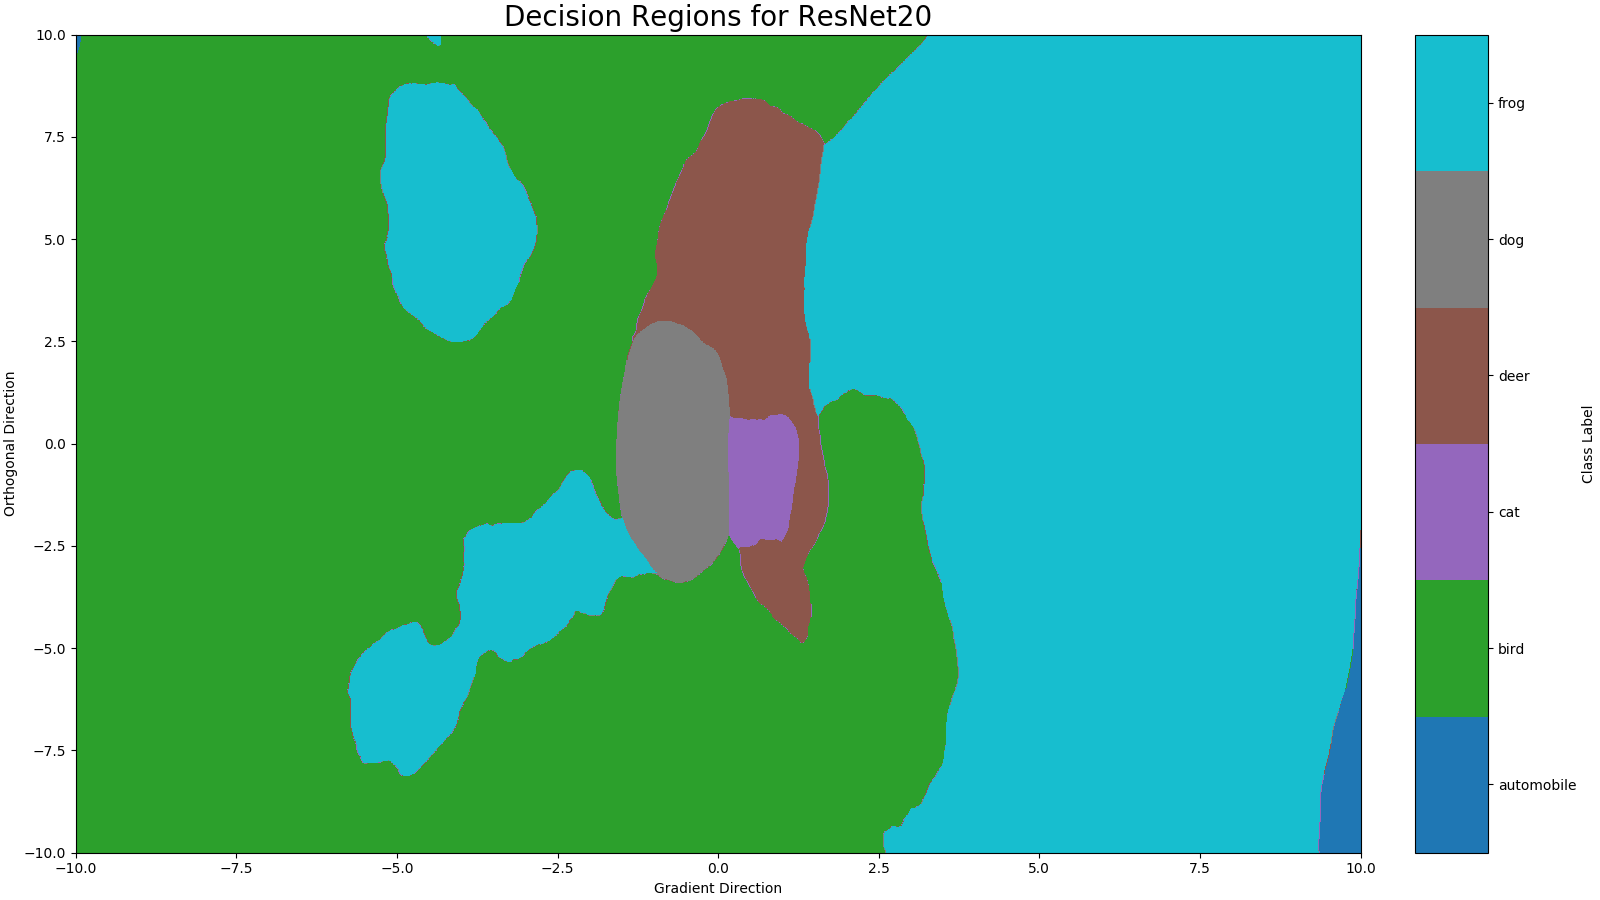 Decision Regions for ResNet20
10.0
7.5
5.0
2.5
0.0
−2.5
−5.0
−7.5
−10.0
Orthogonal Direction
−10.0 −7.5 −5.0 −2.5 0.0 2.5 5.0 7.5 10.0
Gradient Direction
frog
dog
deer
cat
bird
automobile
Class Label